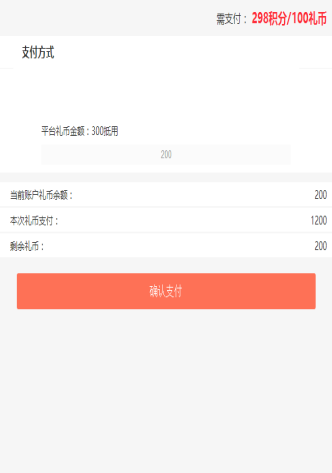 需支付： 298积分/100礼币
支付方式
平台礼币金额：300抵用
200
当前账户礼币余额： 200
本次礼币支付： 1200
剩余礼币： 200
确认支付